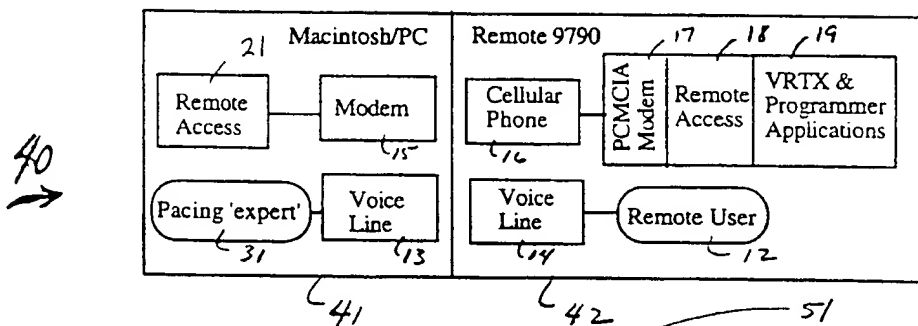 Macintosh/PC
Remote 9790
17
18
19
21
Remote Access
Modem
15
Cellular Phone
16
PCMCIA Modem
Remote Access
VRTX & Programmer Applications
40
Pacing 'expert'
31
Voice Line
13
Voice Line
14
Remote User
12
41
42
51